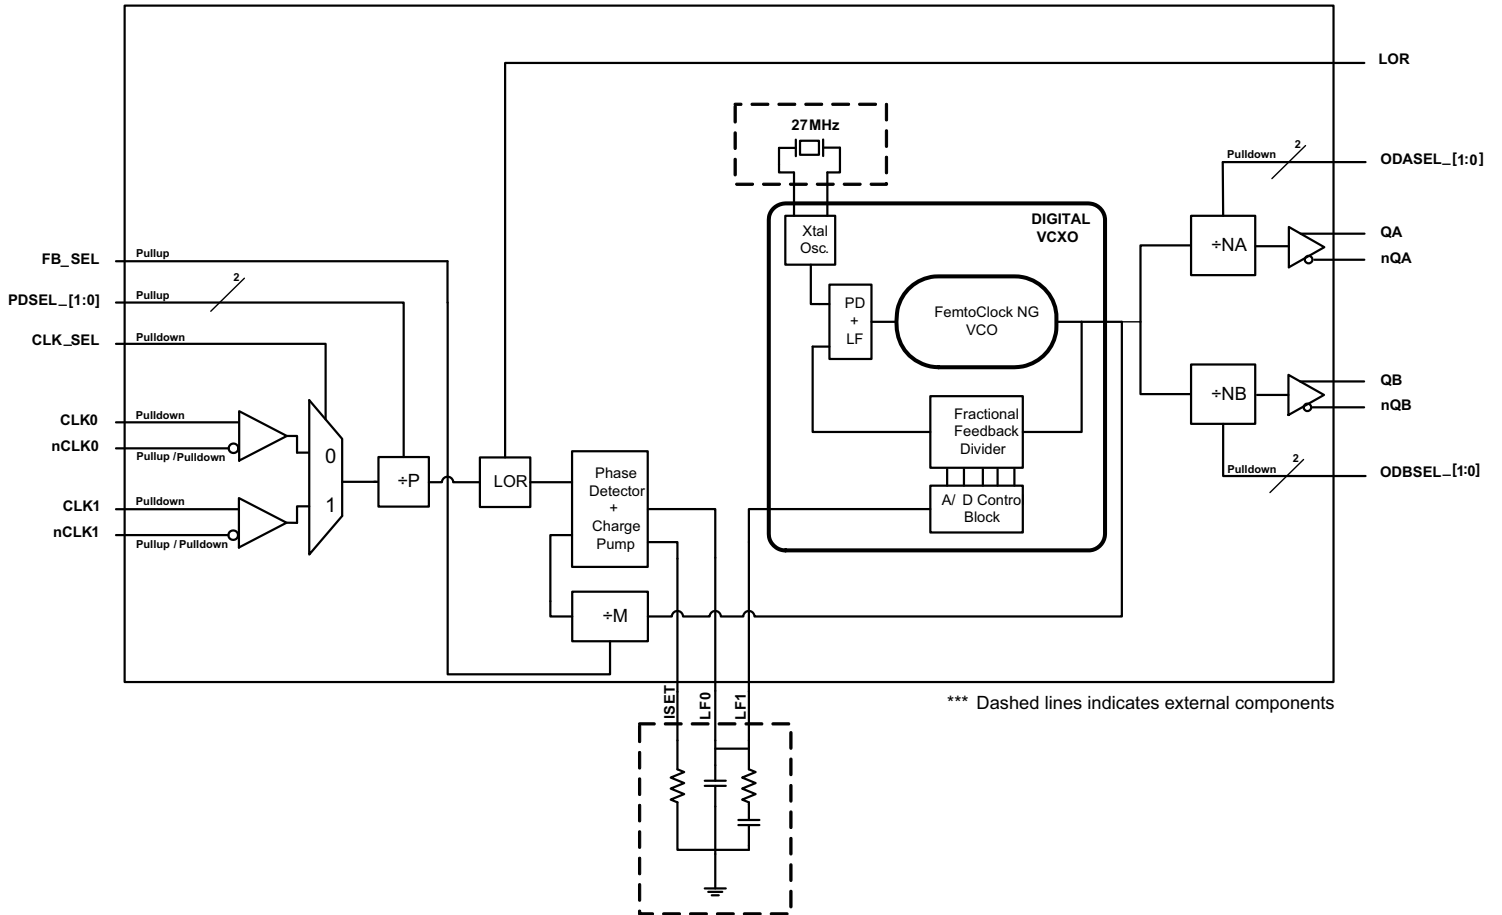 LOR
27MHz
Pulldown
2
ODASEL_[1:0]
DIGITAL
VCXO
Xtal
Osc.
÷NA
QA
nQA
FB_SEL
Pullup
PDSEL_[1:0]
Pullup
2
CLK_SEL
Pulldown
PD
+
LF
FemtoClock NG
VCO
÷NB
QB
nQB
Pulldown
2
ODBSEL_[1:0]
CLK0
Pulldown
nCLK0
Pullup /Pulldown
CLK1
Pulldown
nCLK1
Pullup / Pulldown
0
1
÷P
LOR
Phase
Detector
+
Charge
Pump
Fractional
Feedback
Divider
A/ D Contro
Block
÷M
ISET
LF0
LF1
*** Dashed lines indicates external components